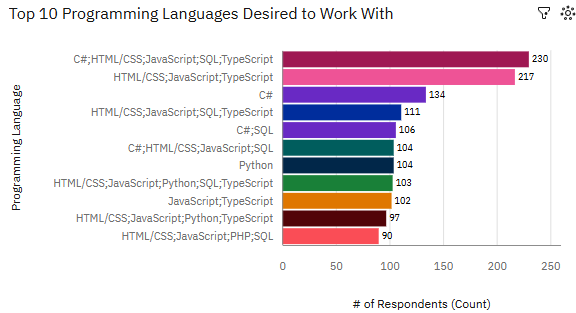 Top 10 Programming Languages Desired to Work With
C#;HTML/CSS;JavaScript;SQL;TypeScript 230
HTML/CSS;JavaScript;TypeScript 217
C# 134
HTML/CSS;JavaScript;SQL;TypeScript 111
C#;SQL 106
C#;HTML/CSS;JavaScript;SQL 104
Python 104
HTML/CSS;JavaScript;Python;SQL;TypeScript 103
JavaScript;TypeScript 102
HTML/CSS;JavaScript;Python;TypeScript 97
HTML/CSS;JavaScript;PHP;SQL 90
Programming Language
0 50 100 150 200 250
# of Respondents (Count)